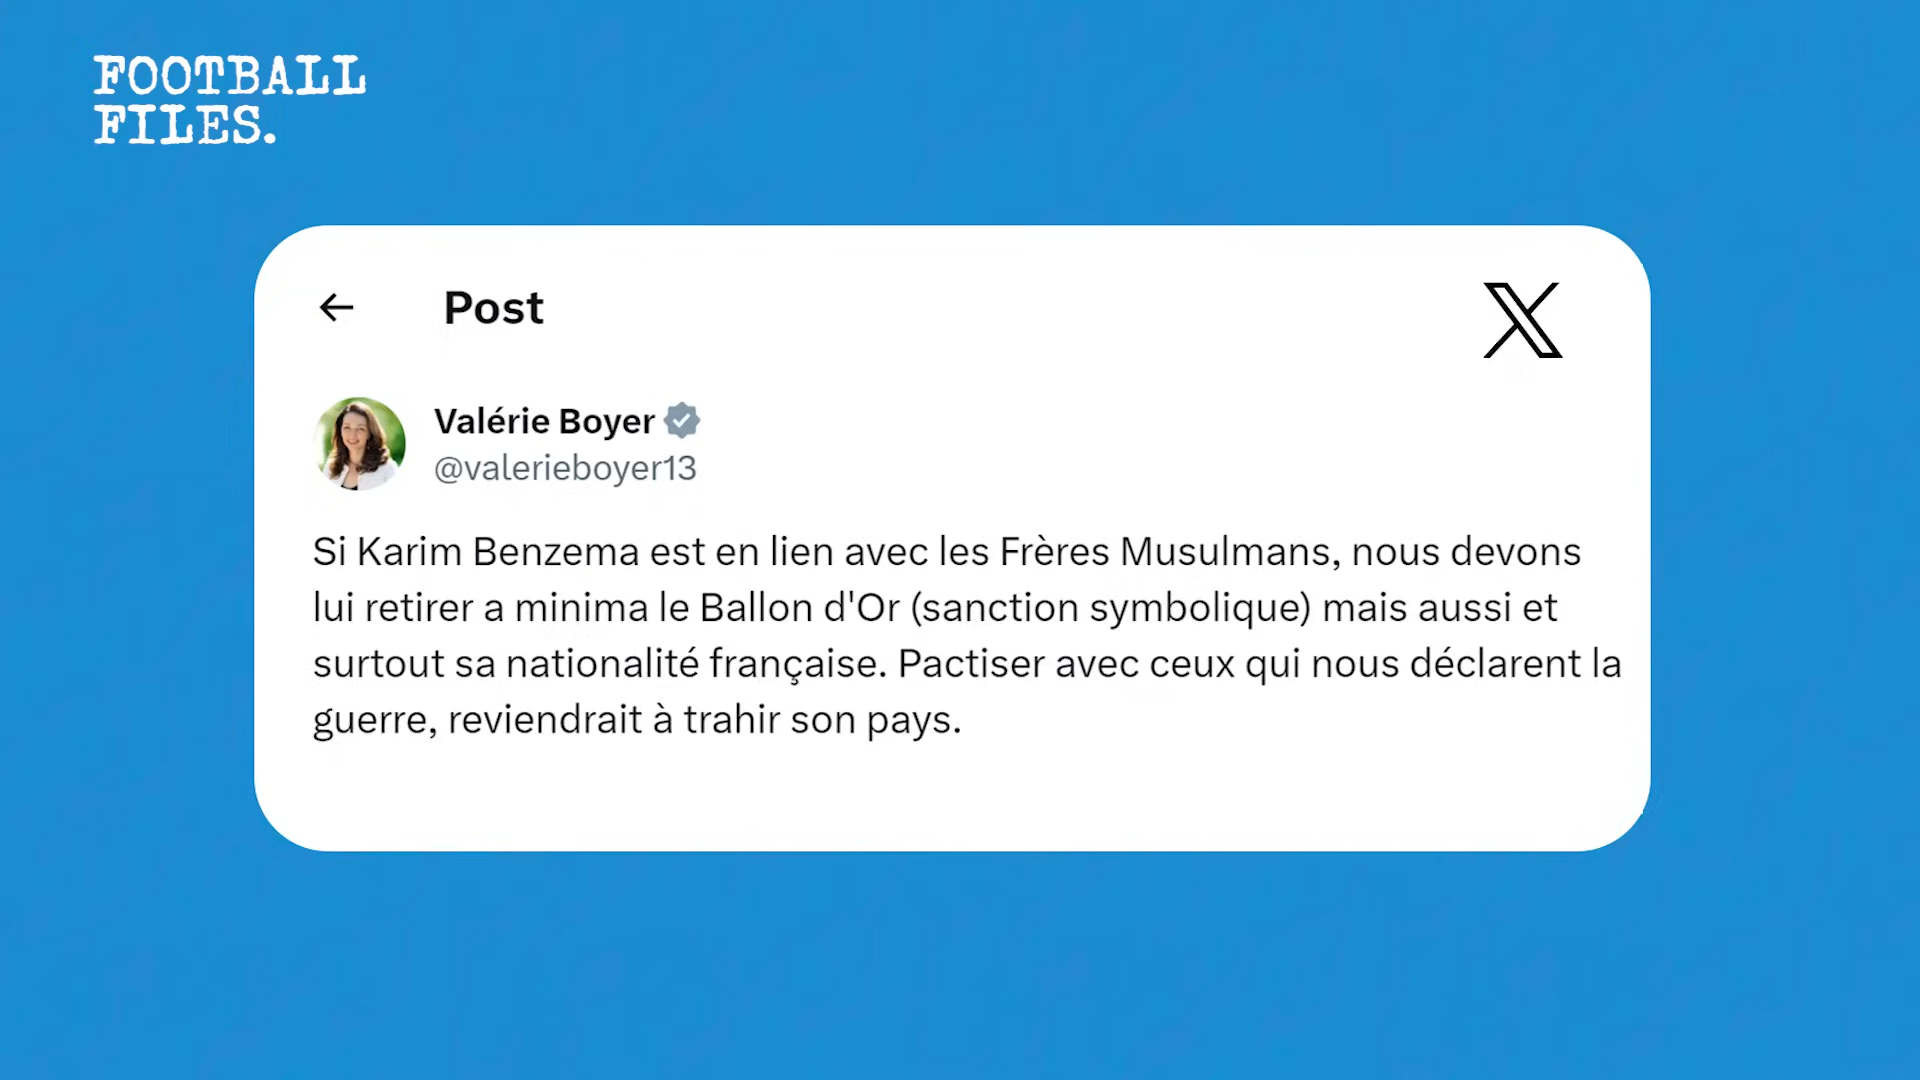 FOOTBALL
FILES.
Post
Valérie Boyer
@valerieboyer13
Si Karim Benzema est en lien avec les Frères Musulmans, nous devons
lui retirer a minima le Ballon d'Or (sanction symbolique) mais aussi et
surtout sa nationalité française. Pactiser avec ceux qui nous déclarent la
guerre, reviendrait à trahir son pays.